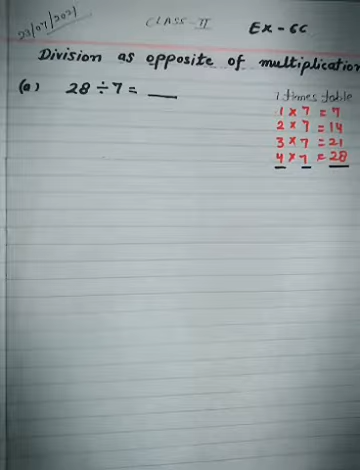 23/07/2021
CLASS-II
Ex-6C
Division as opposite of multiplication
(a) 28 ÷ 7 = __
7 times table
1 x 7 = 7
2 x 7 = 14
3 x 7 = 21
4 x 7 = 28